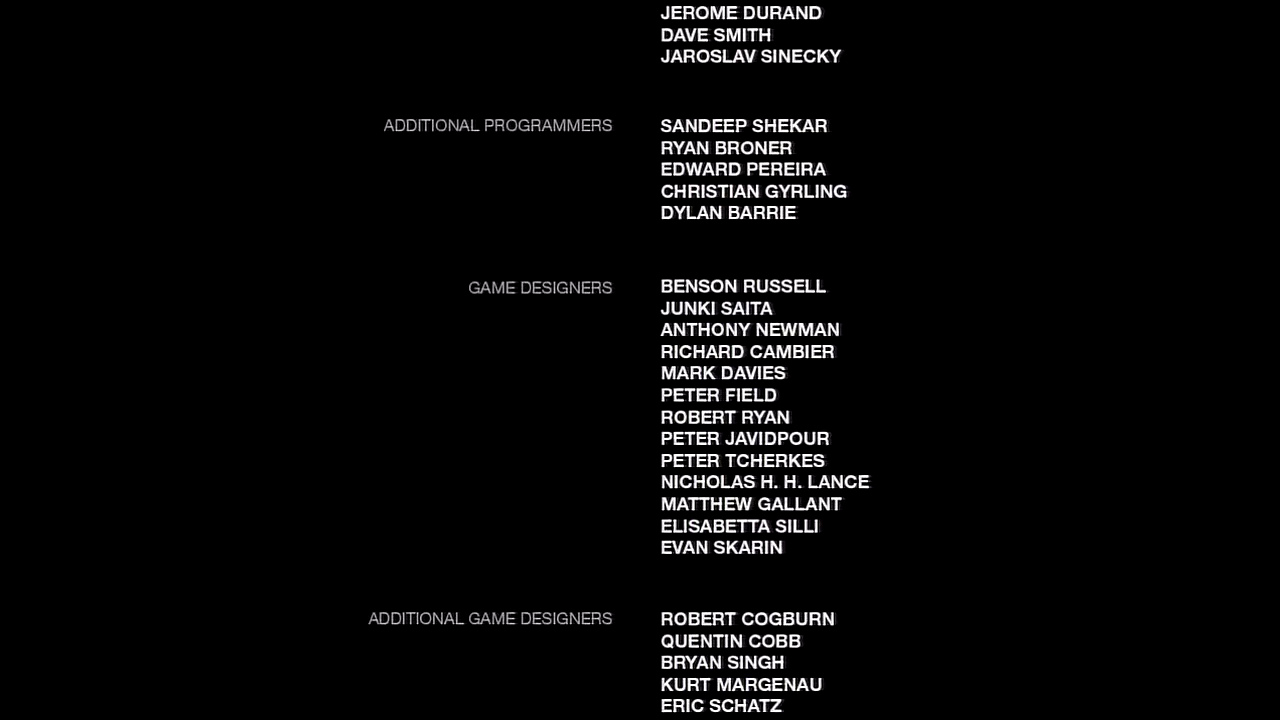 JEROME DURAND
DAVE SMITH
JAROSLAV SINECKY
ADDITIONAL PROGRAMMERS SANDEEP SHEKAR
RYAN BRONER
EDWARD PEREIRA
CHRISTIAN GYRLING
DYLAN BARRIE
GAME DESIGNERS BENSON RUSSELL
JUNKI SAITA
ANTHONY NEWMAN
RICHARD CAMBIER
MARK DAVIES
PETER FIELD
ROBERT RYAN
PETER JAVIDPOUR
PETER TCHERKES
NICHOLAS H. H. LANCE
MATTHEW GALLANT
ELISABETTA SILLI
EVAN SKARIN
ADDITIONAL GAME DESIGNERS ROBERT COGBURN
QUENTIN COBB
BRYAN SINGH
KURT MARGENAU
ERIC SCHATZ